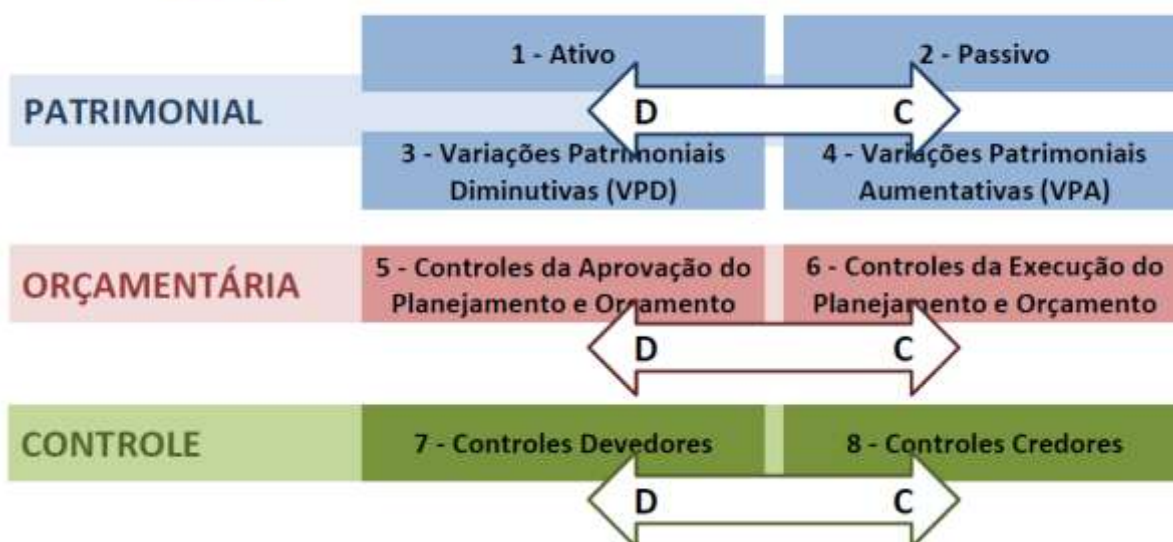 1 - Ativo
2 - Passivo
PATRIMONIAL
D
C
3 - Variações Patrimoniais
Diminutivas (VPD)
4 - Variações Patrimoniais
Aumentativas (VPA)
ORÇAMENTÁRIA
5 - Controles da Aprovação do
Planejamento e Orçamento
6 - Controles da Execução do
Planejamento e Orçamento
D
C
CONTROLE
7 - Controles Devedores
8 - Controles Credores
D
C